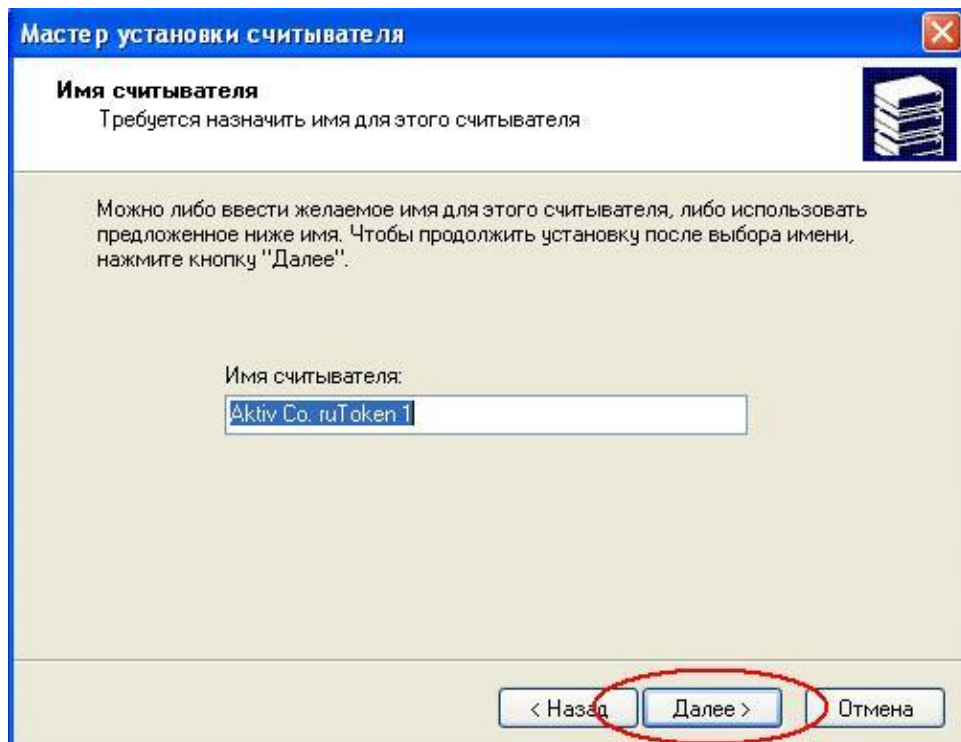 Мастер установки считывателя
Имя считывателя
Требуется назначить имя для этого считывателя
Можно либо ввести желаемое имя для этого считывателя, либо использовать
предложенное ниже имя. Чтобы продолжить установку после выбора имени,
нажмите кнопку "Далее".
Имя считывателя:
Aktiv Co. ruToken 1
< Назад Далее > Отмена